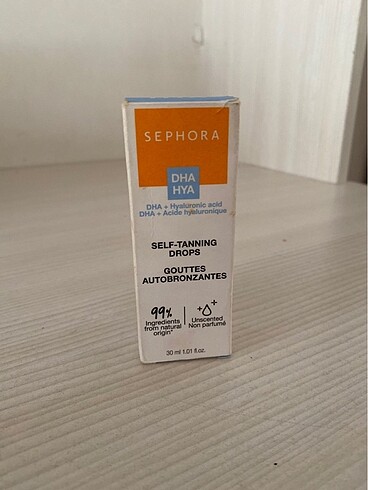 SEPHORA
DHA
HYA
DHA + Hyaluronic acid
DHA + Acide hyaluronique
SELF-TANNING
DROPS
GOUTTES
AUTOBRONZANTES
99%
Ingredients
from natural
origin*
Unscented
Non parfumé
30 ml 1.01 fl.oz.